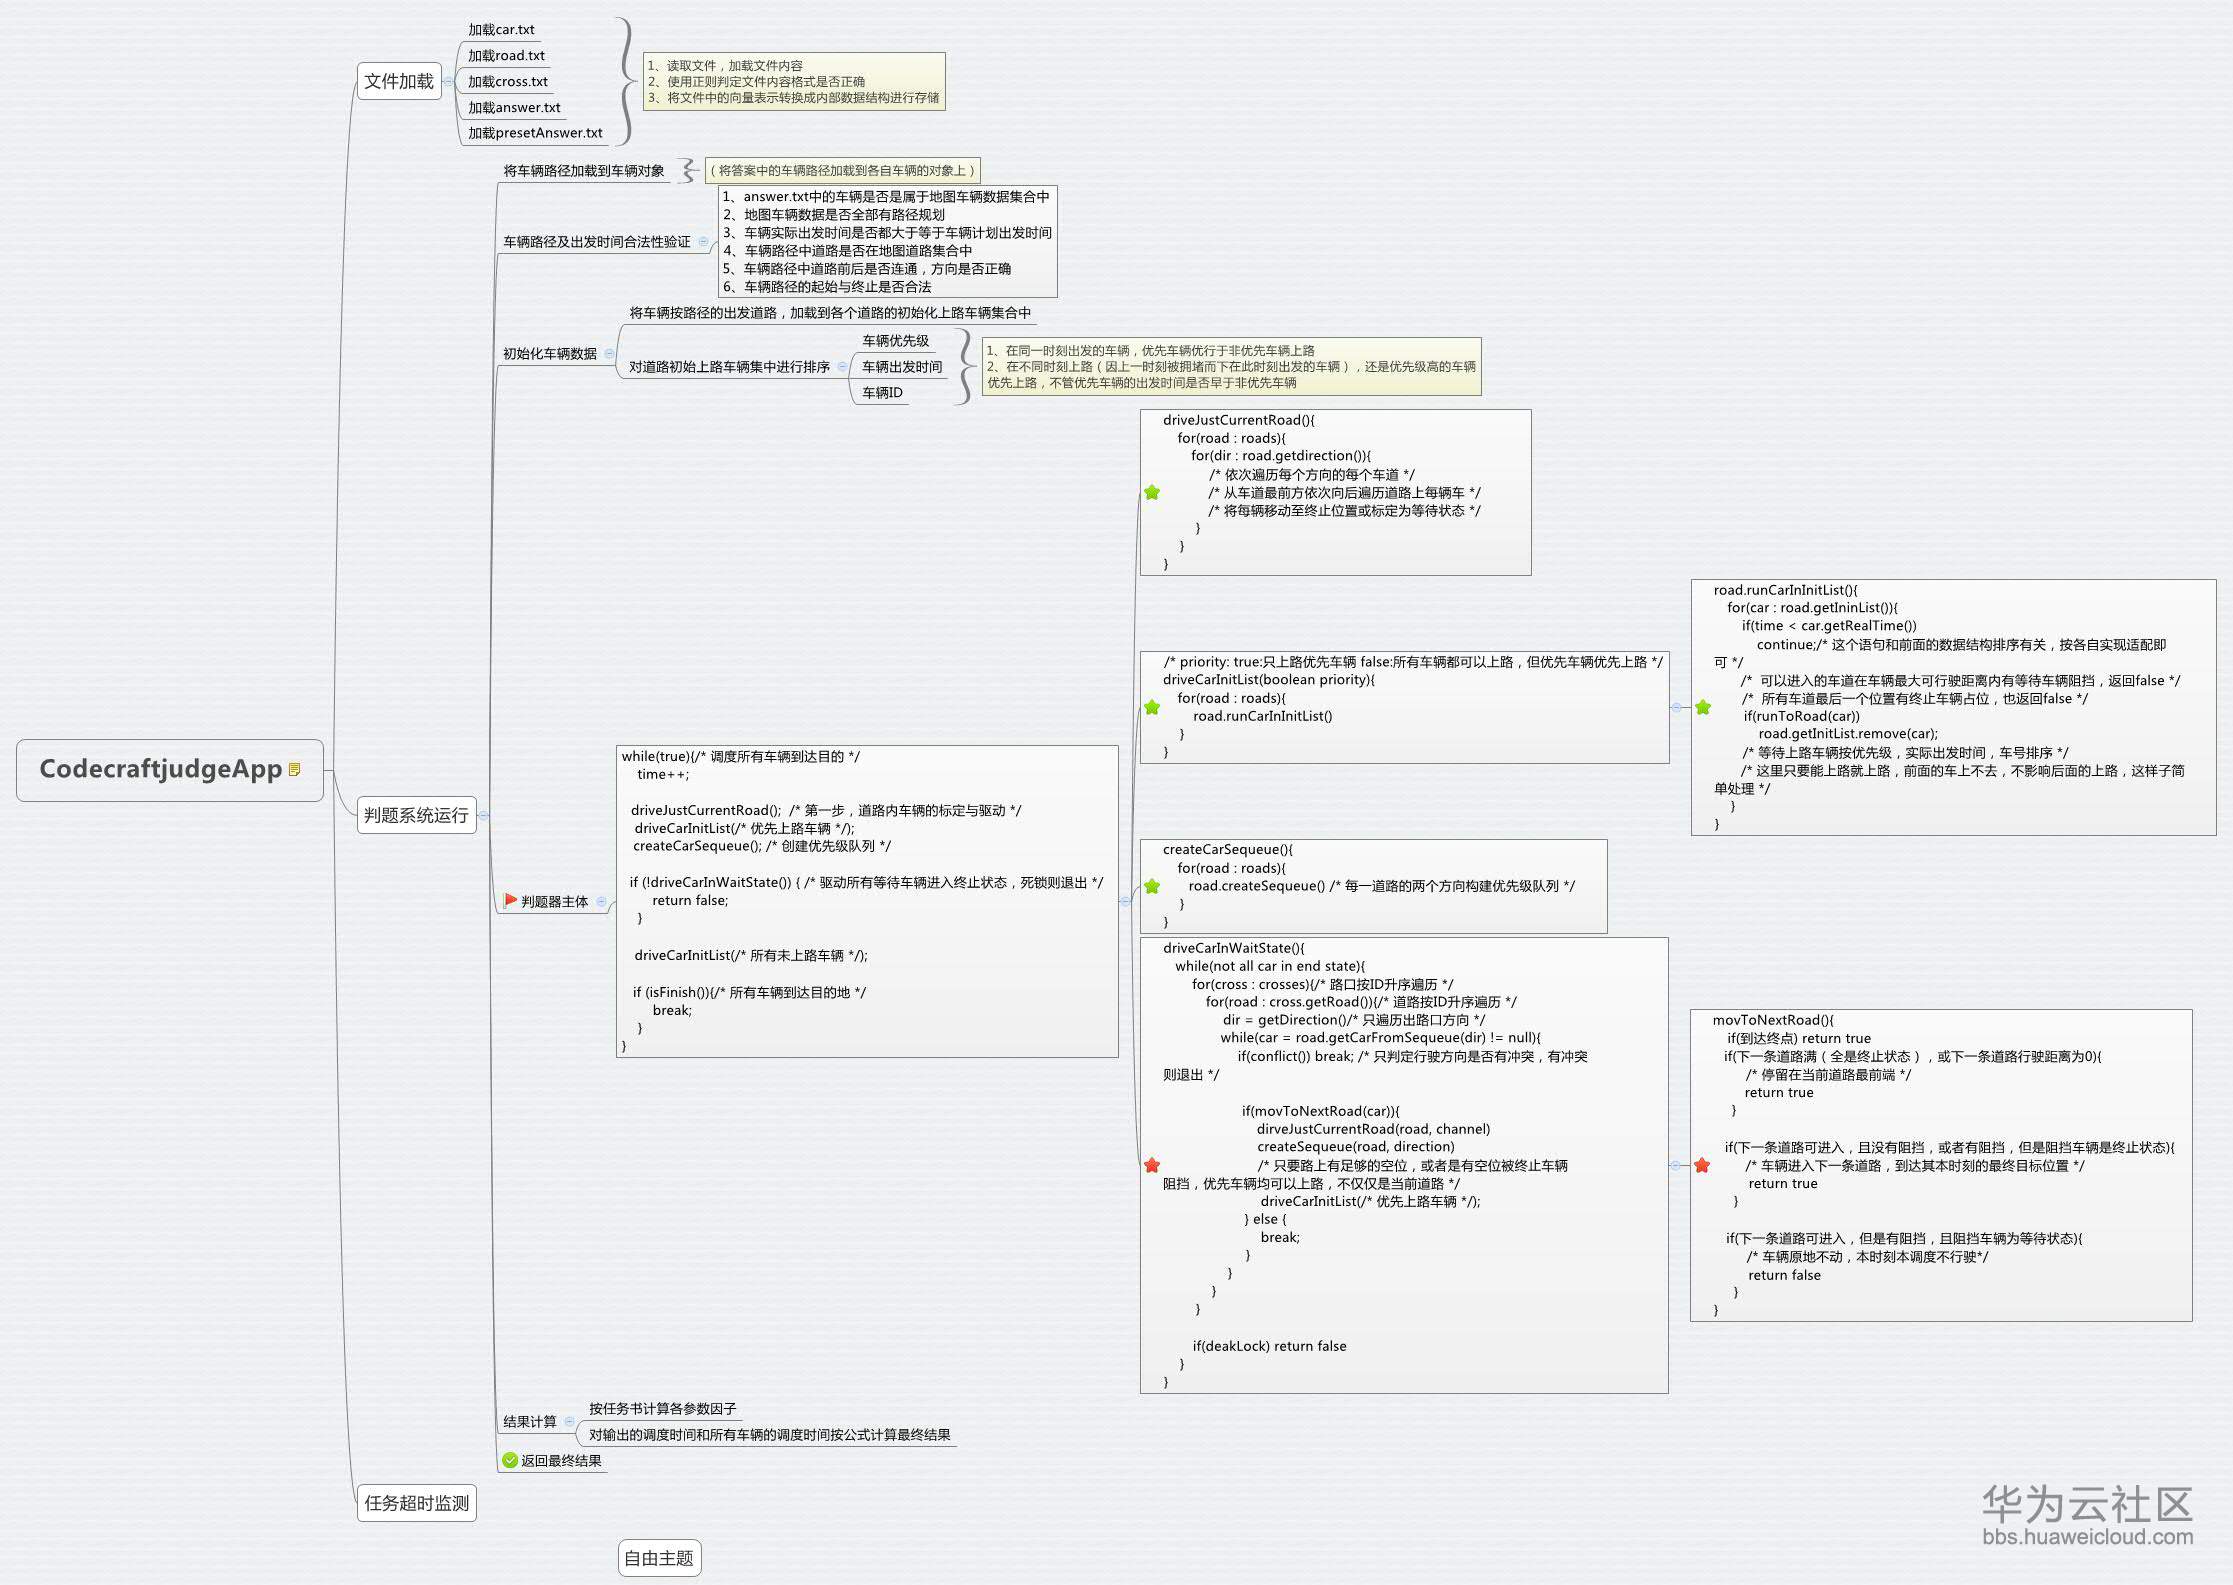 CodecraftjudgeApp
文件加载
加载car.txt
加载road.txt
加载cross.txt
加载answer.txt
加载presetAnswer.txt
1、读取文件，加载文件内容
2、使用正则判定文件内容格式是否正确
3、将文件中的向量表示转换成内部数据结构进行存储
判题系统运行
将车辆路径加载到车辆对象
（将答案中的车辆路径加载到各自车辆的对象上）
车辆路径及出发时间合法性验证
1、answer.txt中的车辆是否是属于地图车辆数据集合中
2、地图车辆数据是否全部有路径规划
3、车辆实际出发时间是否都大于等于车辆计划出发时间
4、车辆路径中道路是否在地图道路集合中
5、车辆路径中道路前后是否连通，方向是否正确
6、车辆路径的起始与终止是否合法
初始化车辆数据
将车辆按路径的出发道路，加载到各个道路的初始化上路车辆集合中
对道路初始上路车辆集中进行排序
车辆优先级
车辆出发时间
车辆ID
1、在同一时刻出发的车辆，优先车辆优行于非优先车辆上路
2、在不同时刻上路（因上一时刻被拥堵而下在此时刻出发的车辆），还是优先级高的车辆
优先上路，不管优先车辆的出发时间是否早于非优先车辆
判题器主体
while(true){/* 调度所有车辆到达目的 */
time++;
driveJustCurrentRoad();  /* 第一步，道路内车辆的标定与驱动 */
driveCarInitList(/* 优先上路车辆 */);
createCarSequeue(); /* 创建优先级队列 */
if (!driveCarInWaitState()) { /* 驱动所有等待车辆进入终止状态，死锁则退出 */
return false;
}
driveCarInitList(/* 所有未上路车辆 */);
if (isFinish()){/* 所有车辆到达目的地 */
break;
}
}
driveJustCurrentRoad(){
for(road : roads){
for(dir : road.getdirection()){
/* 依次遍历每个方向的每个车道 */
/* 从车道最前方依次向后遍历道路上每辆车 */
/* 将每辆移动至终止位置或标定为等待状态 */
}
}
}
/* priority: true:只上路优先车辆 false:所有车辆都可以上路，但优先车辆优先上路 */
driveCarInitList(boolean priority){
for(road : roads){
road.runCarInInitList()
}
}
road.runCarInInitList(){
for(car : road.getIninList()){
if(time < car.getRealTime())
continue;/* 这个语句和前面的数据结构排序有关，按各自实现适配即
可 */
/*  可以进入的车道在车辆最大可行驶距离内有等待车辆阻挡，返回false */
/*  所有车道最后一个位置有终止车辆占位，也返回false */
if(runToRoad(car))
road.getInitList.remove(car);
/* 等待上路车辆按优先级，实际出发时间，车号排序 */
/* 这里只要能上路就上路，前面的车上不去，不影响后面的上路，这样子简
单处理 */
}
}
createCarSequeue(){
for(road : roads){
road.createSequeue() /* 每一道路的两个方向构建优先级队列 */
}
}
driveCarInWaitState(){
while(not all car in end state){
for(cross : crosses){/* 路口按ID升序遍历 */
for(road : cross.getRoad()){/* 道路按ID升序遍历 */
dir = getDirection()/* 只遍历出路口方向 */
while(car = road.getCarFromSequeue(dir) != null){
if(conflict()) break; /* 只判定行驶方向是否有冲突，有冲突
则退出 */
if(movToNextRoad(car)){
dirveJustCurrentRoad(road, channel)
createSequeue(road, direction)
/* 只要路上有足够的空位，或者是有空位被终止车辆
阻挡，优先车辆均可以上路，不仅仅是当前道路 */
driveCarInitList(/* 优先上路车辆 */);
} else {
break;
}
}
}
}
if(deakLock) return false
}
}
movToNextRoad(){
if(到达终点) return true
if(下一条道路满（全是终止状态），或下一条道路行驶距离为0){
/* 停留在当前道路最前端 */
return true
}
if(下一条道路可进入，且没有阻挡，或者有阻挡，但是阻挡车辆是终止状态){
/* 车辆进入下一条道路，到达其本时刻的最终目标位置 */
return true
}
if(下一条道路可进入，但是有阻挡，且阻挡车辆为等待状态){
/* 车辆原地不动，本时刻本调度不行驶*/
return false
}
}
结果计算
按任务书计算各参数因子
对输出的调度时间和所有车辆的调度时间按公式计算最终结果
返回最终结果
任务超时监测
自由主题
华为云社区
bbs.huaweicloud.com